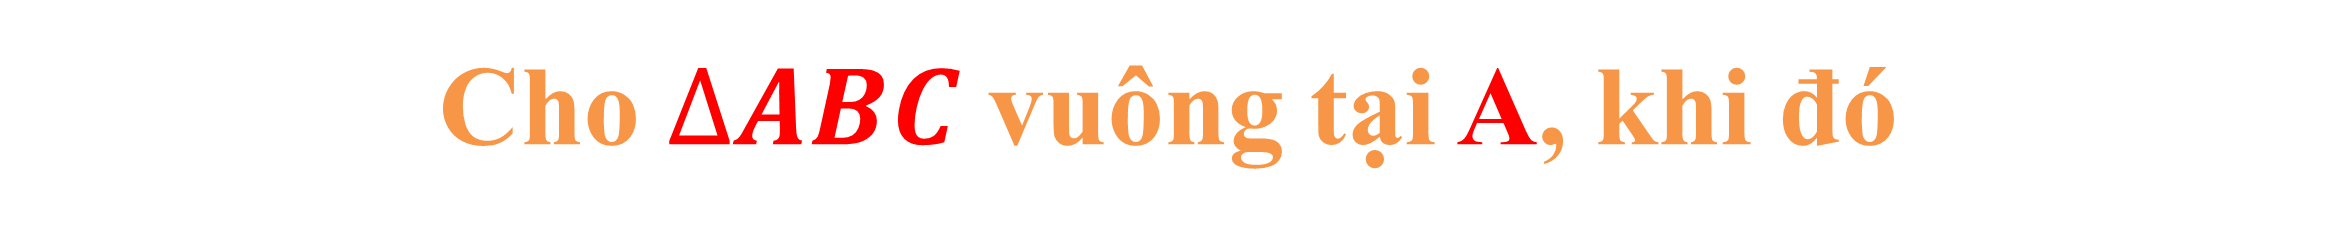 Cho ΔABC vuông tại A, khi đó